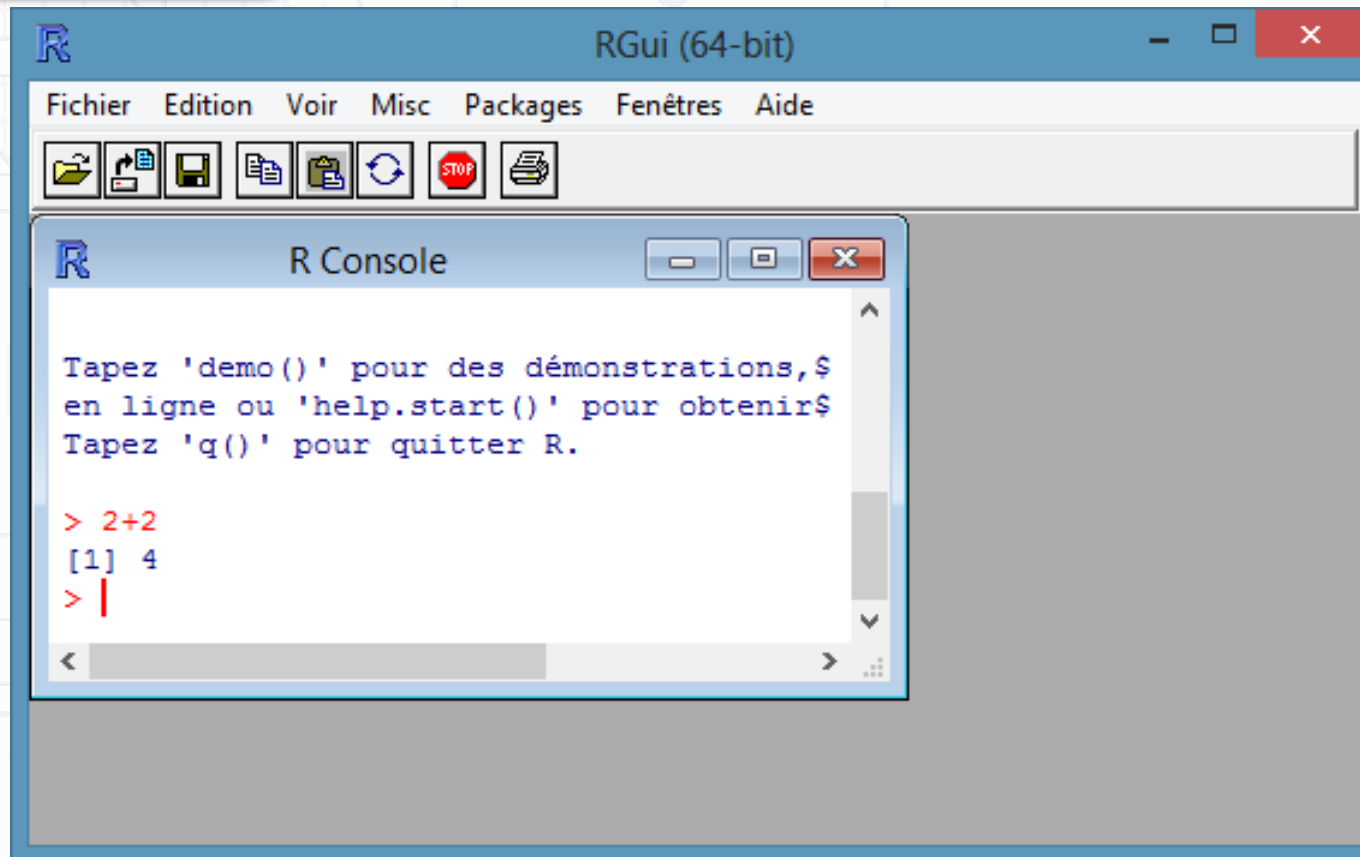 RGui (64-bit)
Fichier Edition Voir Misc Packages Fenêtres Aide
STOP
R Console
Tapez 'demo()' pour des démonstrations,$
en ligne ou 'help.start()' pour obtenir$
Tapez 'q()' pour quitter R.
> 2+2
[1] 4
>